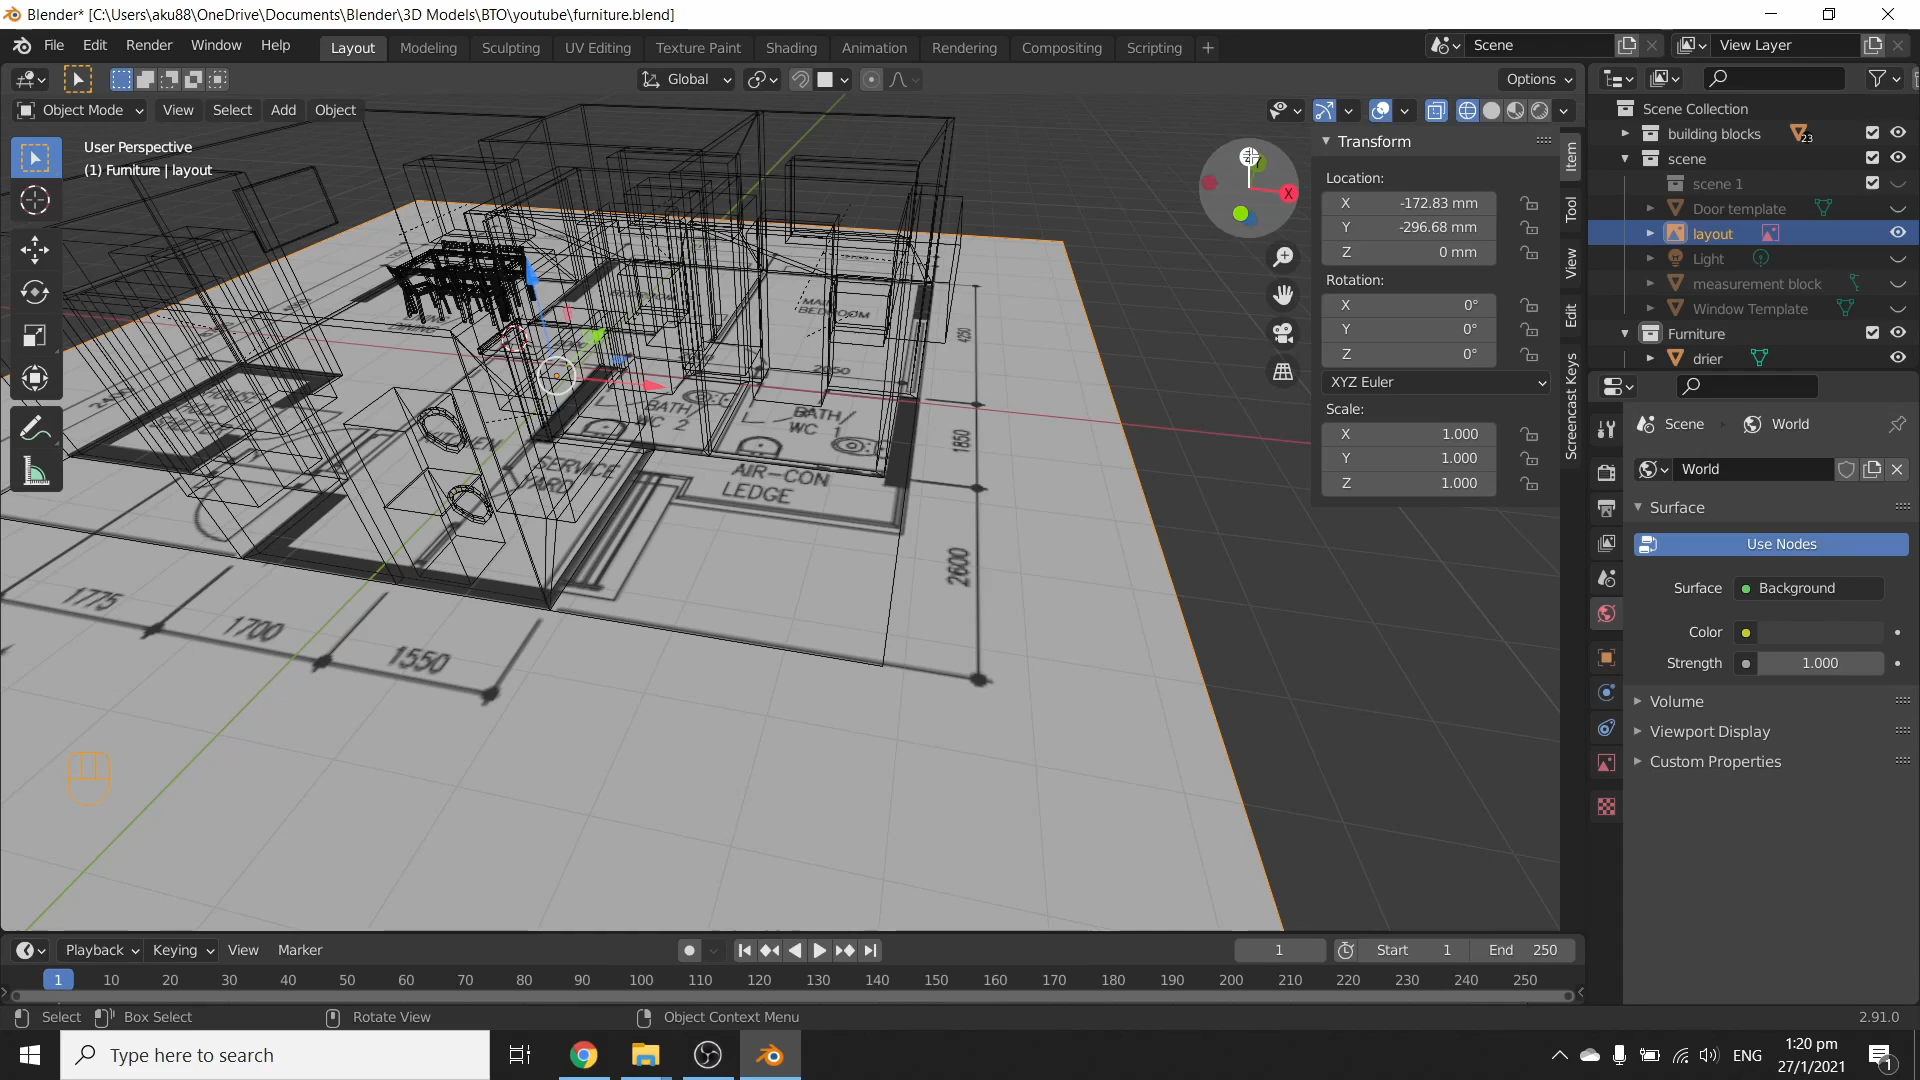 Blender* [C:\Users\aku88\OneDrive\Documents\Blender\3D Models\BTO\youtube\furniture.blend]
File Edit Render Window Help
Layout Modeling Sculpting UV Editing Texture Paint Shading Animation Rendering Compositing Scripting +
Scene
View Layer
Global
Options
Object Mode View Select Add Object
User Perspective
(1) Furniture | layout
Z
X
Transform
Location:
X -172.83 mm
Y -296.68 mm
Z 0 mm
Rotation:
X 0°
Y 0°
Z 0°
XYZ Euler
Scale:
X 1.000
Y 1.000
Z 1.000
Item
Tool
View
Edit
Screencast Keys
Scene Collection
building blocks 23
scene
scene 1
Door template
layout
Light
measurement block
Window Template
Furniture
drier
Scene World
World
Surface
Use Nodes
Surface Background
Color
Strength 1.000
Volume
Viewport Display
Custom Properties
MAIN
BEDROOM
KITCHEN
BATH/
WC 2
BATH/
WC 1
SERVICE
YARD
AIR-CON
LEDGE
1850
2600
1775
1700
1550
Playback Keying View Marker
1
Start 1
End 250
1 10 20 30 40 50 60 70 80 90 100 110 120 130 140 150 160 170 180 190 200 210 220 230 240 250
Select Box Select Rotate View Object Context Menu
2.91.0
Type here to search
ENG
1:20 pm
27/1/2021
1